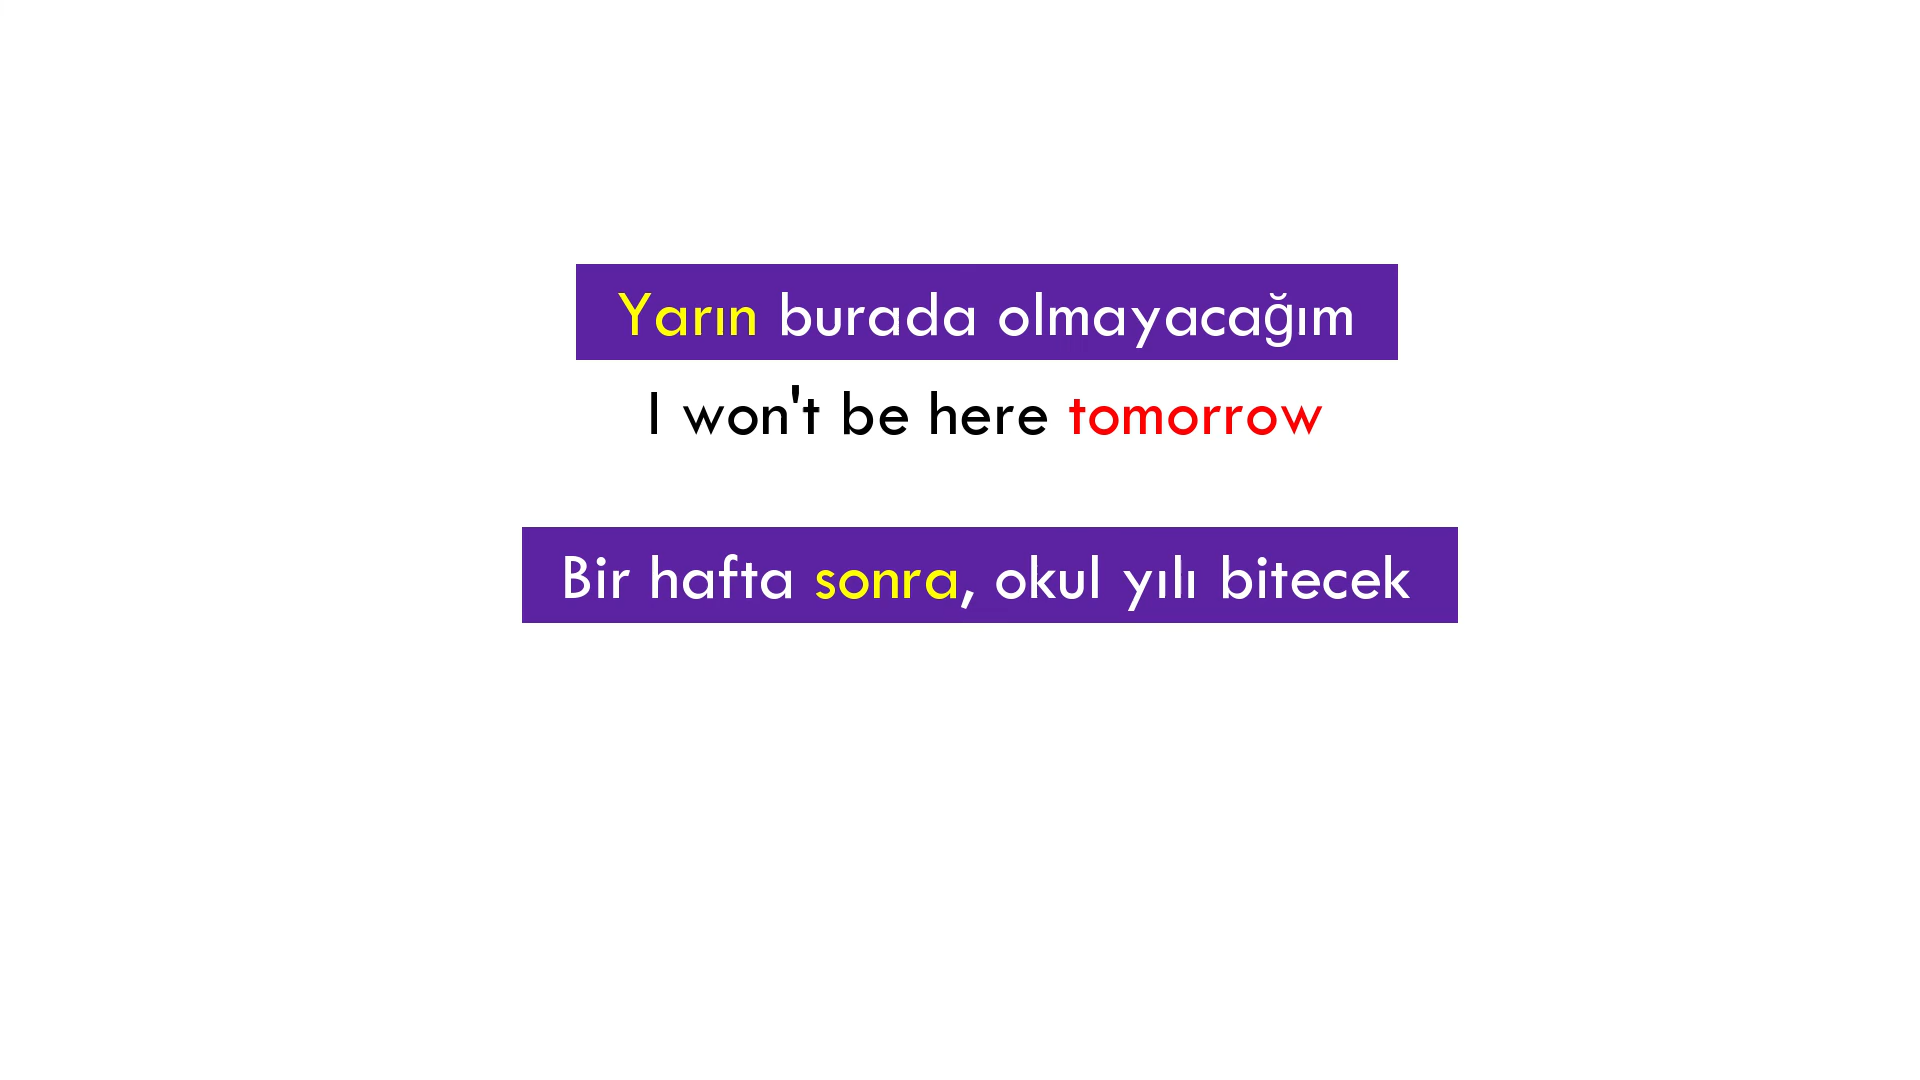 Yarın burada olmayacağım
I won't be here tomorrow
Bir hafta sonra, okul yılı bitecek